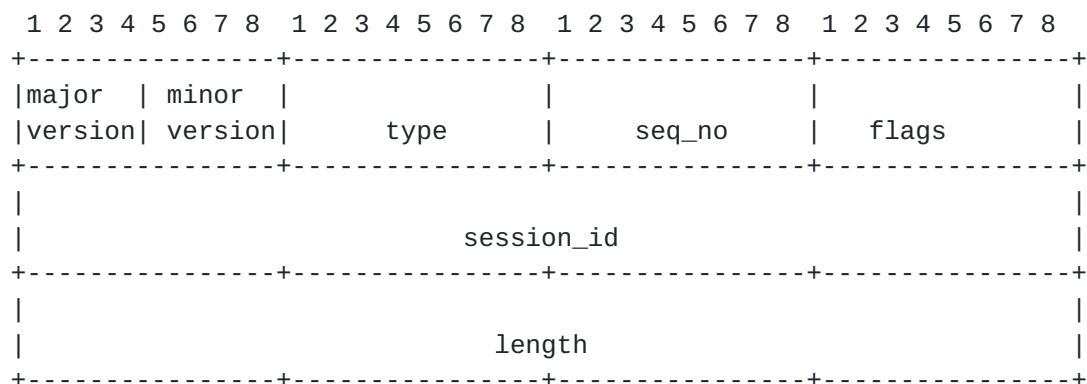 1 2 3 4 5 6 7 8  1 2 3 4 5 6 7 8  1 2 3 4 5 6 7 8  1 2 3 4 5 6 7 8
+----------------+----------------+----------------+----------------+
|major  | minor  |                |                |                |
|version| version|      type      |     seq_no     |   flags        |
+----------------+----------------+----------------+----------------+
|                                                                   |
|                            session_id                             |
+----------------+----------------+----------------+----------------+
|                                                                   |
|                              length                               |
+----------------+----------------+----------------+----------------+